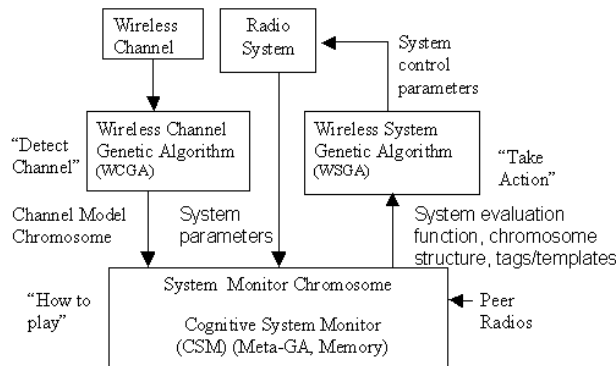 Wireless
Channel
Radio
System
System
control
parameters
"Detect
Channel"
Wireless Channel
Genetic Algorithm
(WCGA)
Wireless System
Genetic Algorithm
(WSGA)
"Take
Action"
Channel Model
Chromosome
System
parameters
System evaluation
function, chromosome
structure, tags/templates
"How to
play"
System Monitor Chromosome
Cognitive System Monitor
(CSM) (Meta-GA, Memory)
Peer
Radios